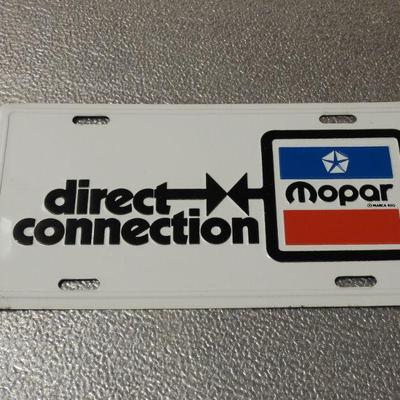 direct
connection
mopar
® MARCA REG